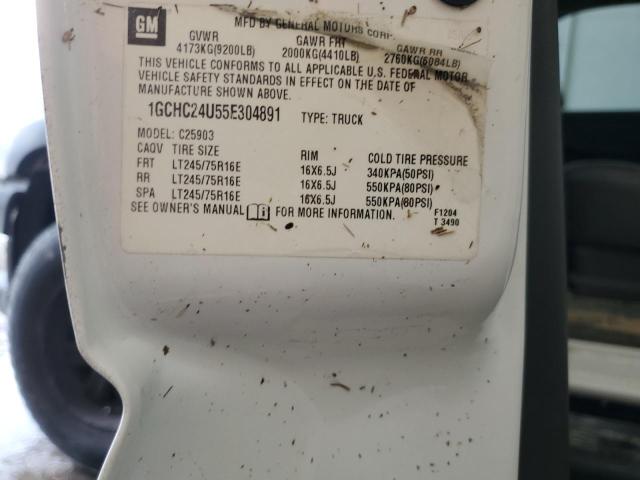 GM
MFD BY GENERAL MOTORS CORP
GVWR GAWR FRT GAWR RR
4173KG(9200LB) 2000KG(4410LB) 2760KG(6084LB)
THIS VEHICLE CONFORMS TO ALL APPLICABLE U.S. FEDERAL MOTOR
VEHICLE SAFETY STANDARDS IN EFFECT ON THE DATE OF
MANUFACTURE SHOWN ABOVE.
1GCHC24U55E304891 TYPE: TRUCK
MODEL: C25903
CAQV TIRE SIZE RIM COLD TIRE PRESSURE
FRT LT245/75R16E 16X6.5J 340KPA(50PSI)
RR LT245/75R16E 16X6.5J 550KPA(80PSI)
SPA LT245/75R16E 16X6.5J 550KPA(80PSI)
SEE OWNER'S MANUAL FOR MORE INFORMATION.
F1204
T 3490